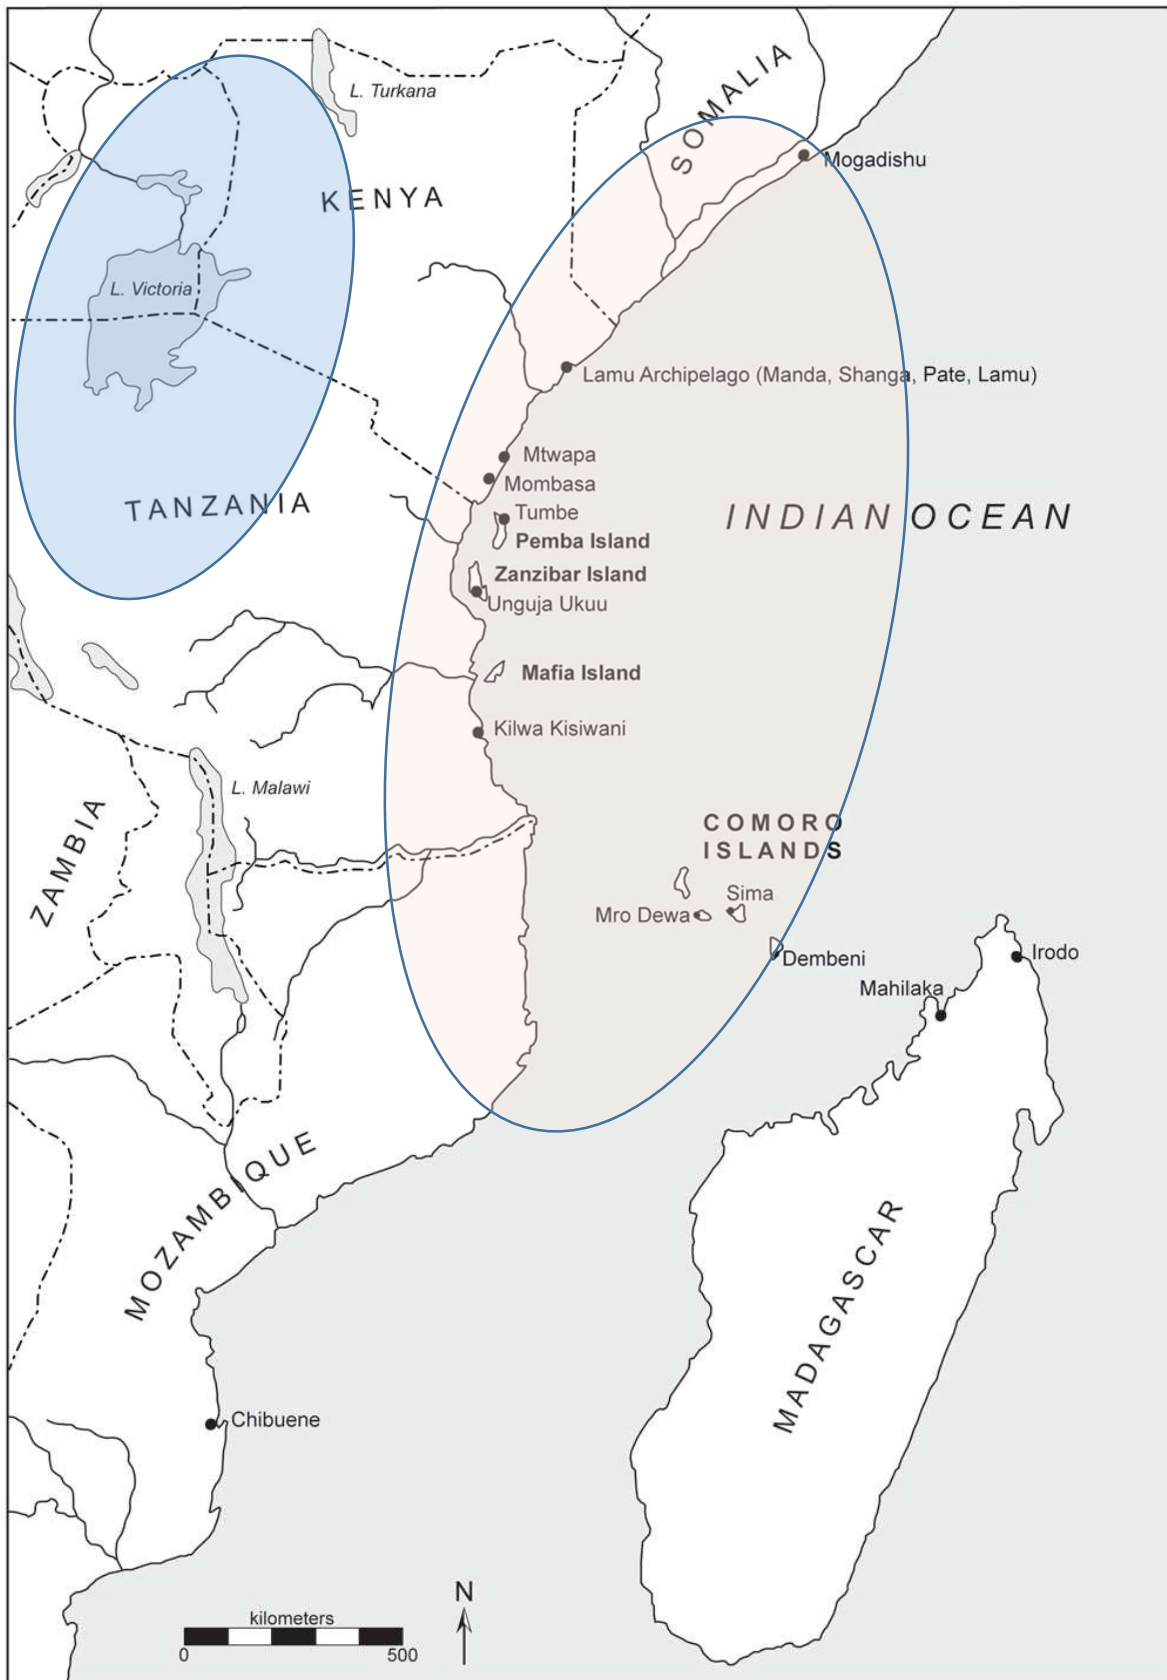 L. Turkana
SOMALIA
Mogadishu
KENYA
L. Victoria
Lamu Archipelago (Manda, Shanga, Pate, Lamu)
Mtwapa
Mombasa
TANZANIA
Tumbe
INDIAN OCEAN
Pemba Island
Zanzibar Island
Unguja Ukuu
Mafia Island
Kilwa Kisiwani
L. Malawi
ZAMBIA
COMORO
ISLANDS
Sima
Mro Dewa
Dembeni
Irodo
Mahilaka
MOZAMBIQUE
MADAGASCAR
Chibuene
N
kilometers
0 500